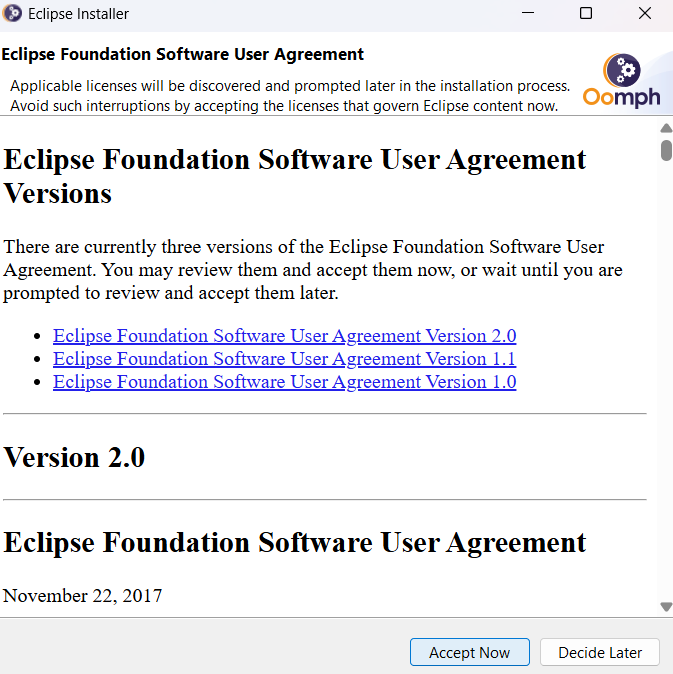 Eclipse Installer
Eclipse Foundation Software User Agreement
Applicable licenses will be discovered and prompted later in the installation process.
Avoid such interruptions by accepting the licenses that govern Eclipse content now.
Oomph
Eclipse Foundation Software User Agreement
Versions
There are currently three versions of the Eclipse Foundation Software User
Agreement. You may review them and accept them now, or wait until you are
prompted to review and accept them later.
• Eclipse Foundation Software User Agreement Version 2.0
• Eclipse Foundation Software User Agreement Version 1.1
• Eclipse Foundation Software User Agreement Version 1.0
Version 2.0
Eclipse Foundation Software User Agreement
November 22, 2017
Accept Now
Decide Later